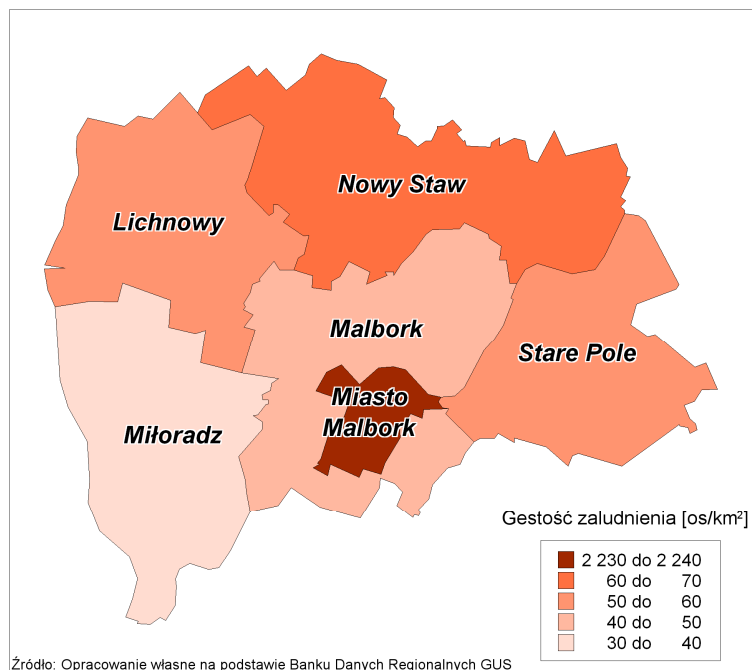 Nowy Staw
Lichnowy
Malbork
Stare Pole
Miasto
Malbork
Miłoradz
Gestość zaludnienia [os/km²]
2 230 do 2 240
60 do 70
50 do 60
40 do 50
30 do 40
Źródło: Opracowanie własne na podstawie Banku Danych Regionalnych GUS